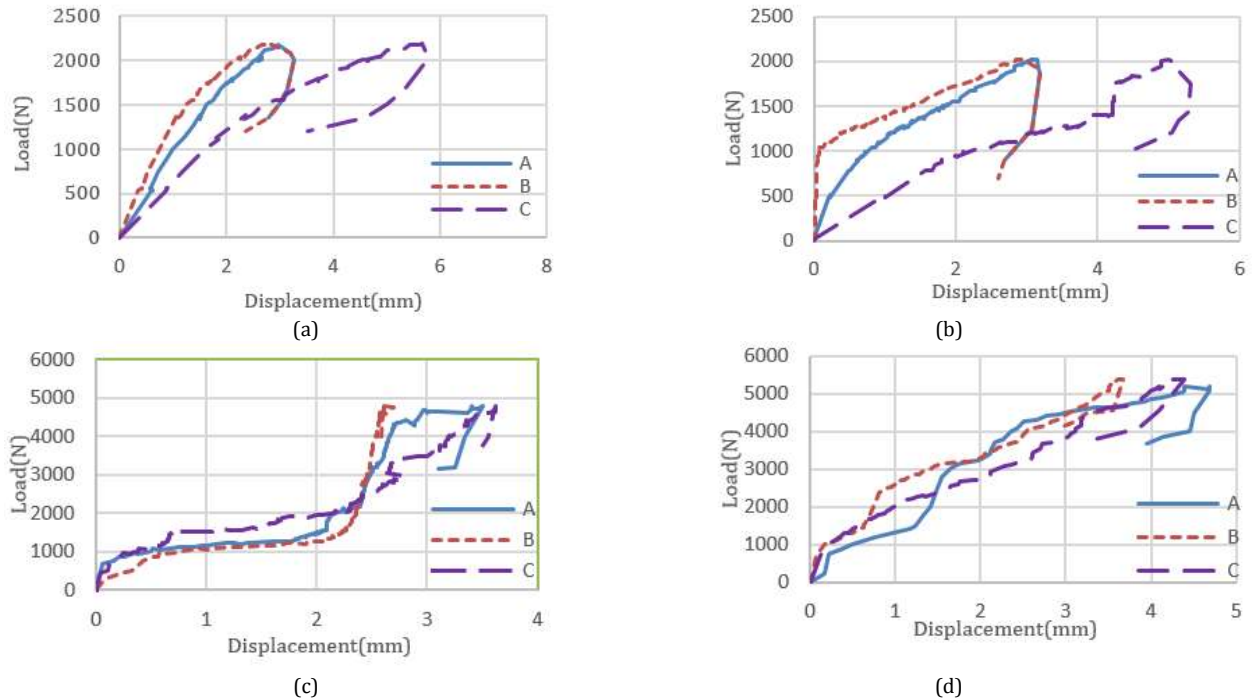 2500
2000
1500
1000
500
0
Load(N)
A
B
C
0 2 4 6 8
Displacement(mm)
(a)
2500
2000
1500
1000
500
0
Load(N)
A
B
C
0 2 4 6
Displacement(mm)
(b)
6000
5000
4000
3000
2000
1000
0
Load(N)
A
B
C
0 1 2 3 4
Displacement(mm)
(c)
6000
5000
4000
3000
2000
1000
0
Load(N)
A
B
C
0 1 2 3 4 5
Displacement(mm)
(d)